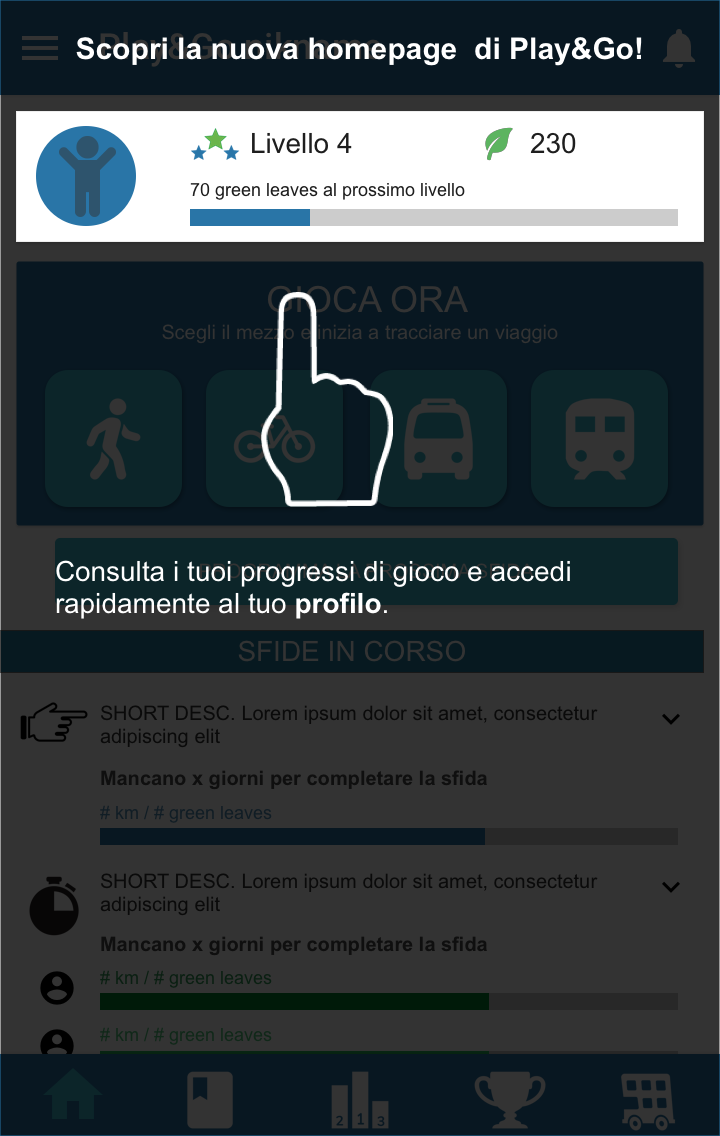 Play&Go nikname
Scopri la nuova homepage di Play&Go!
Livello 4
230
70 green leaves al prossimo livello
GIOCA ORA
Scegli il mezzo e inizia a tracciare un viaggio
Consulta i tuoi progressi di gioco e accedi
rapidamente al tuo profilo.
SFIDE IN CORSO
SHORT DESC. Lorem ipsum dolor sit amet, consectetur
adipiscing elit
Mancano x giorni per completare la sfida
# km / # green leaves
SHORT DESC. Lorem ipsum dolor sit amet, consectetur
adipiscing elit
Mancano x giorni per completare la sfida
# km / # green leaves
# km / # green leaves
2 1 3